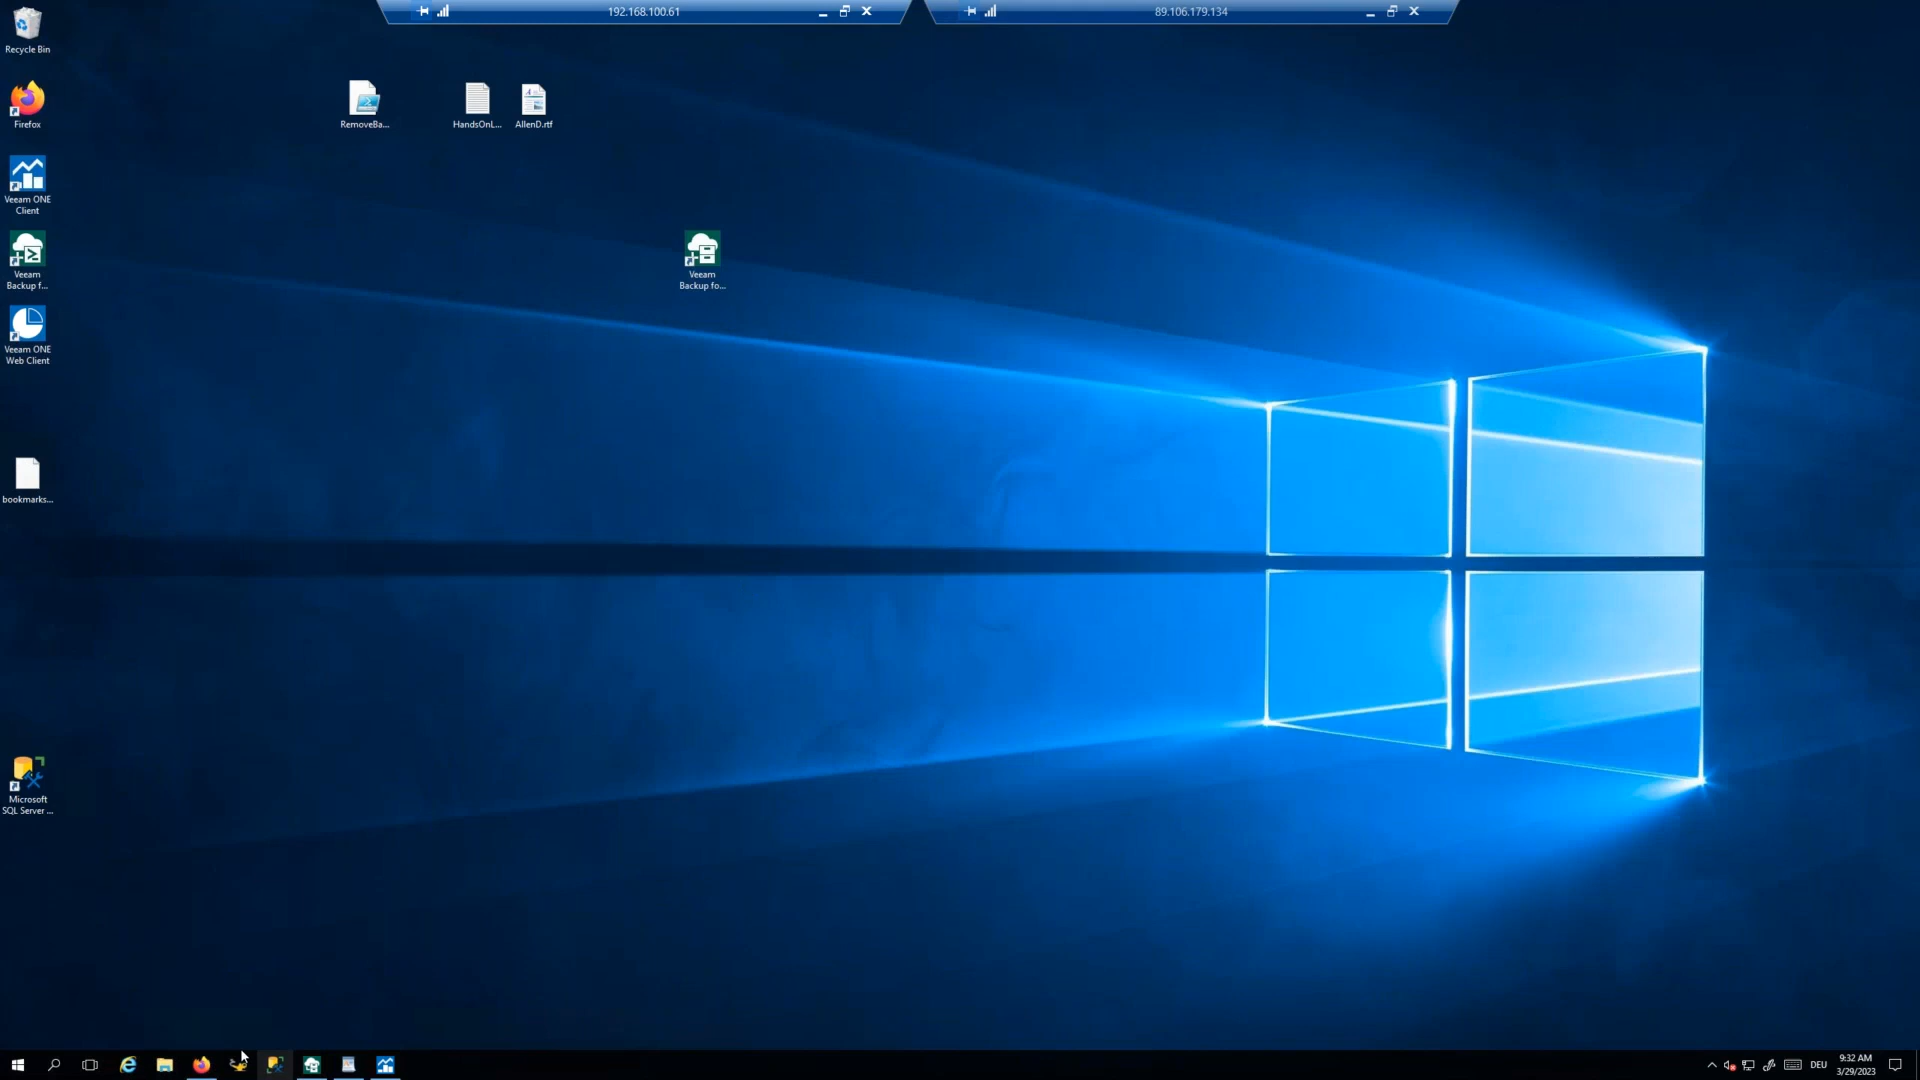 192.168.100.61
89.106.179.134
Recycle Bin
Firefox
RemoveBa...
HandsOnL...
AllenD.rtf
Veeam ONE
Client
Veeam
Backup f...
Veeam
Backup fo...
Veeam ONE
Web Client
bookmarks...
Microsoft
SQL Server ...
DEU
9:32 AM
3/29/2023